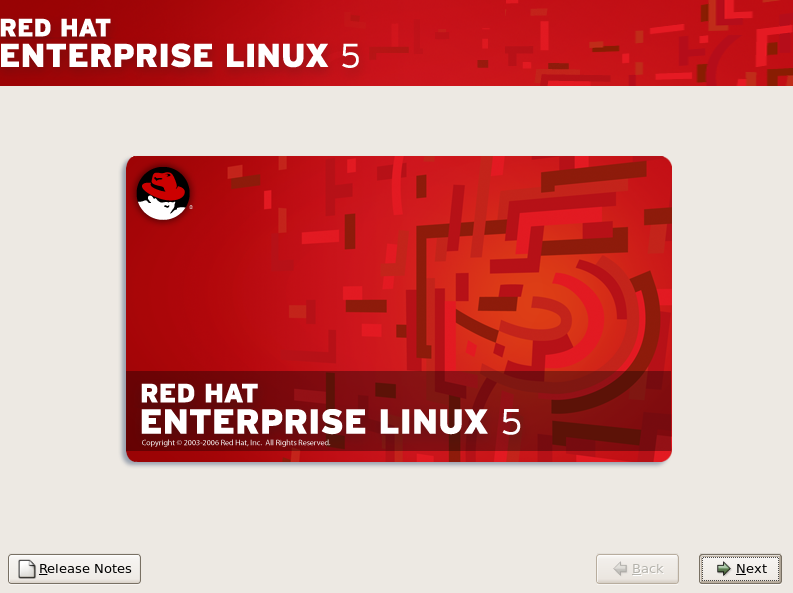 RED HAT
ENTERPRISE LINUX 5
®
RED HAT
ENTERPRISE LINUX 5
Copyright © 2003-2006 Red Hat, Inc. All Rights Reserved.
Release Notes
Back
Next